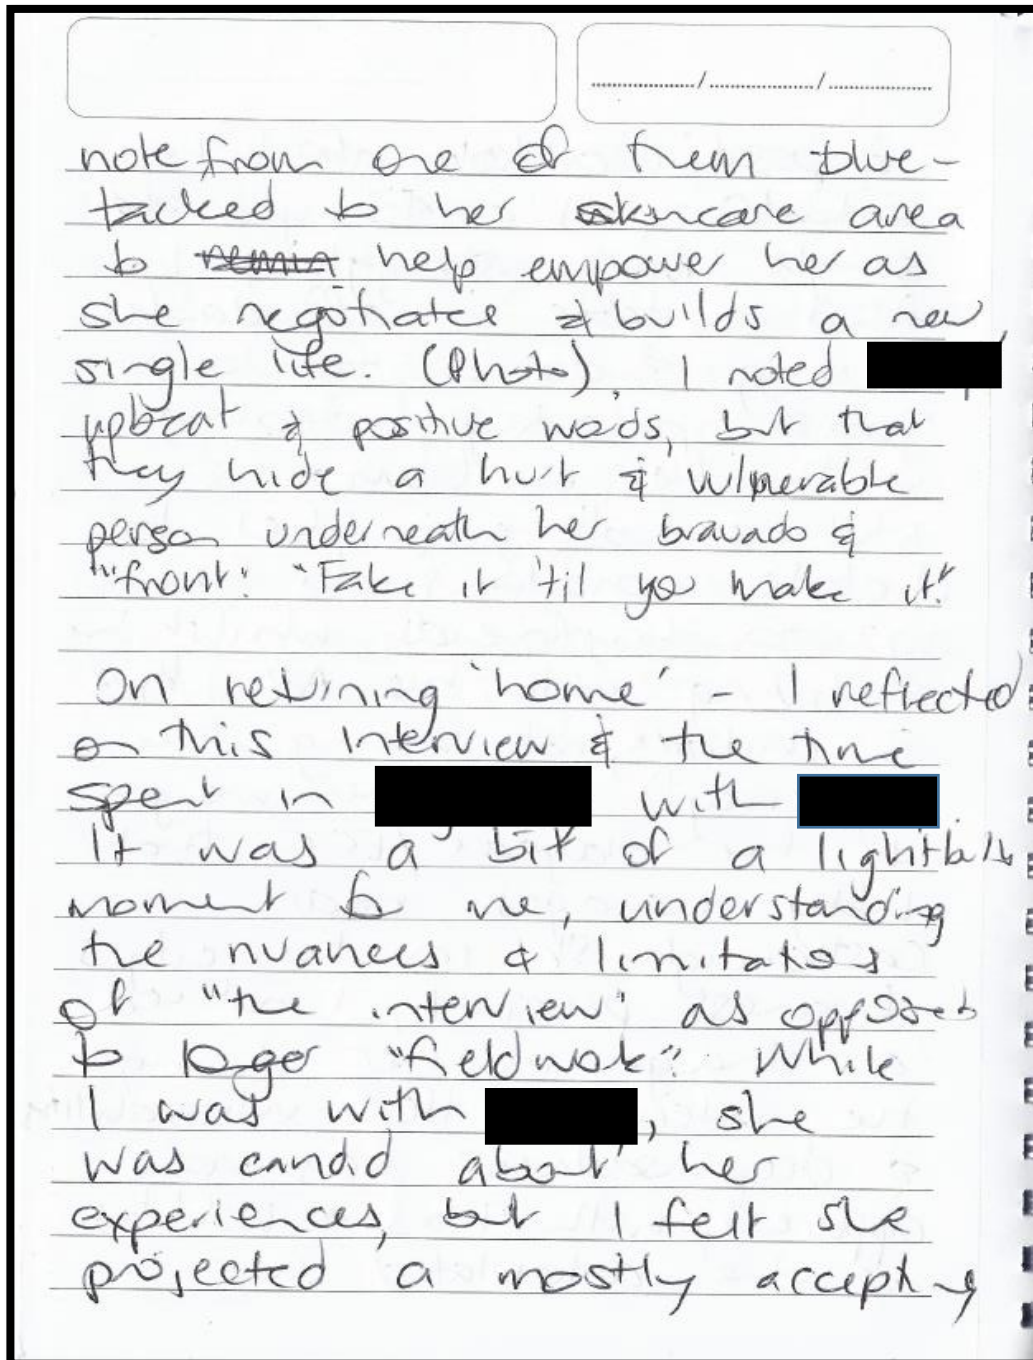 note from one of them blue-
tacked to her skincare area
to remin help empower her as
she negotiates & builds a new,
single life. (Photo). I noted
upbeat & positive words, but that
they hide a hurt & vulnerable
person underneath her bravado &
"front". "Fake it 'til you make it."
On retuning 'home' - I reflected
on this interview & the time
spent in with
It was a bit of a lightbulb
moment for me, understanding
the nuances & limitations
of "the interview" as opposed
to longer "fieldwork". While
I was with , she
was candid about her
experiences, but I felt she
projected a mostly accepting